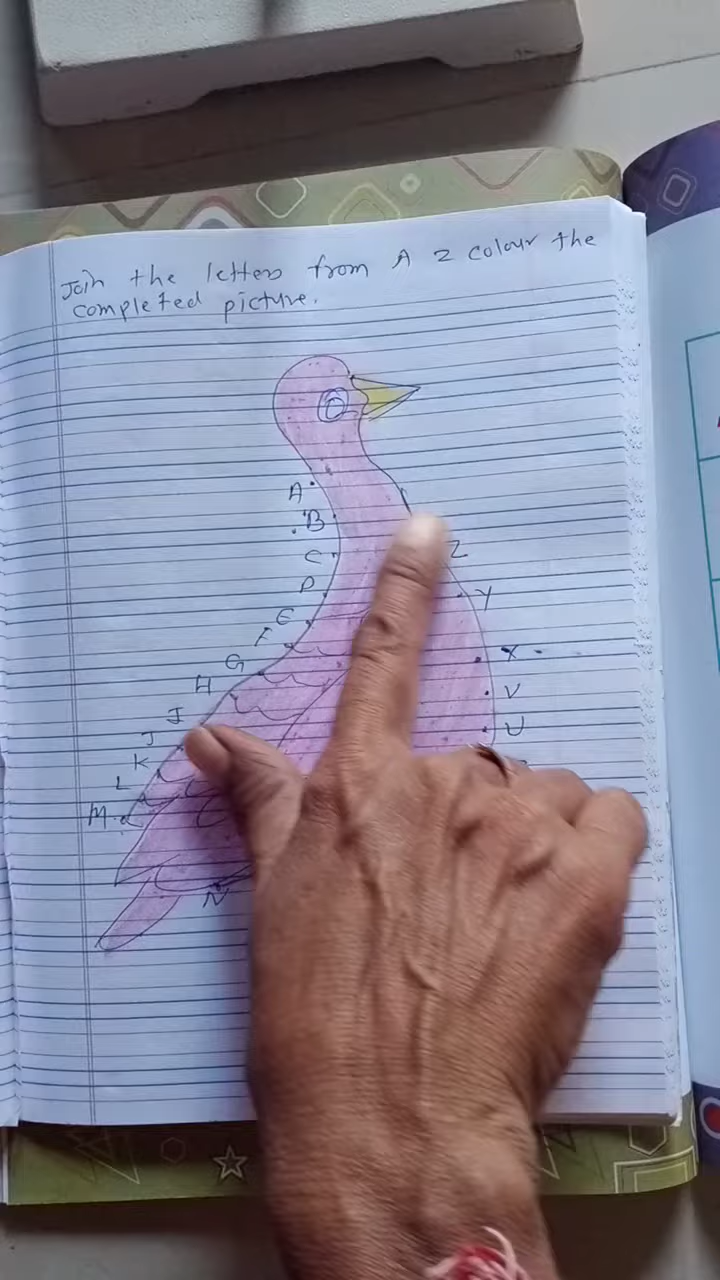 Join the letters from A Z colour the
completed picture.
A
B
C
D
E
F
G
H
I
J
K
L
M
N
Z
Y
X
V
U